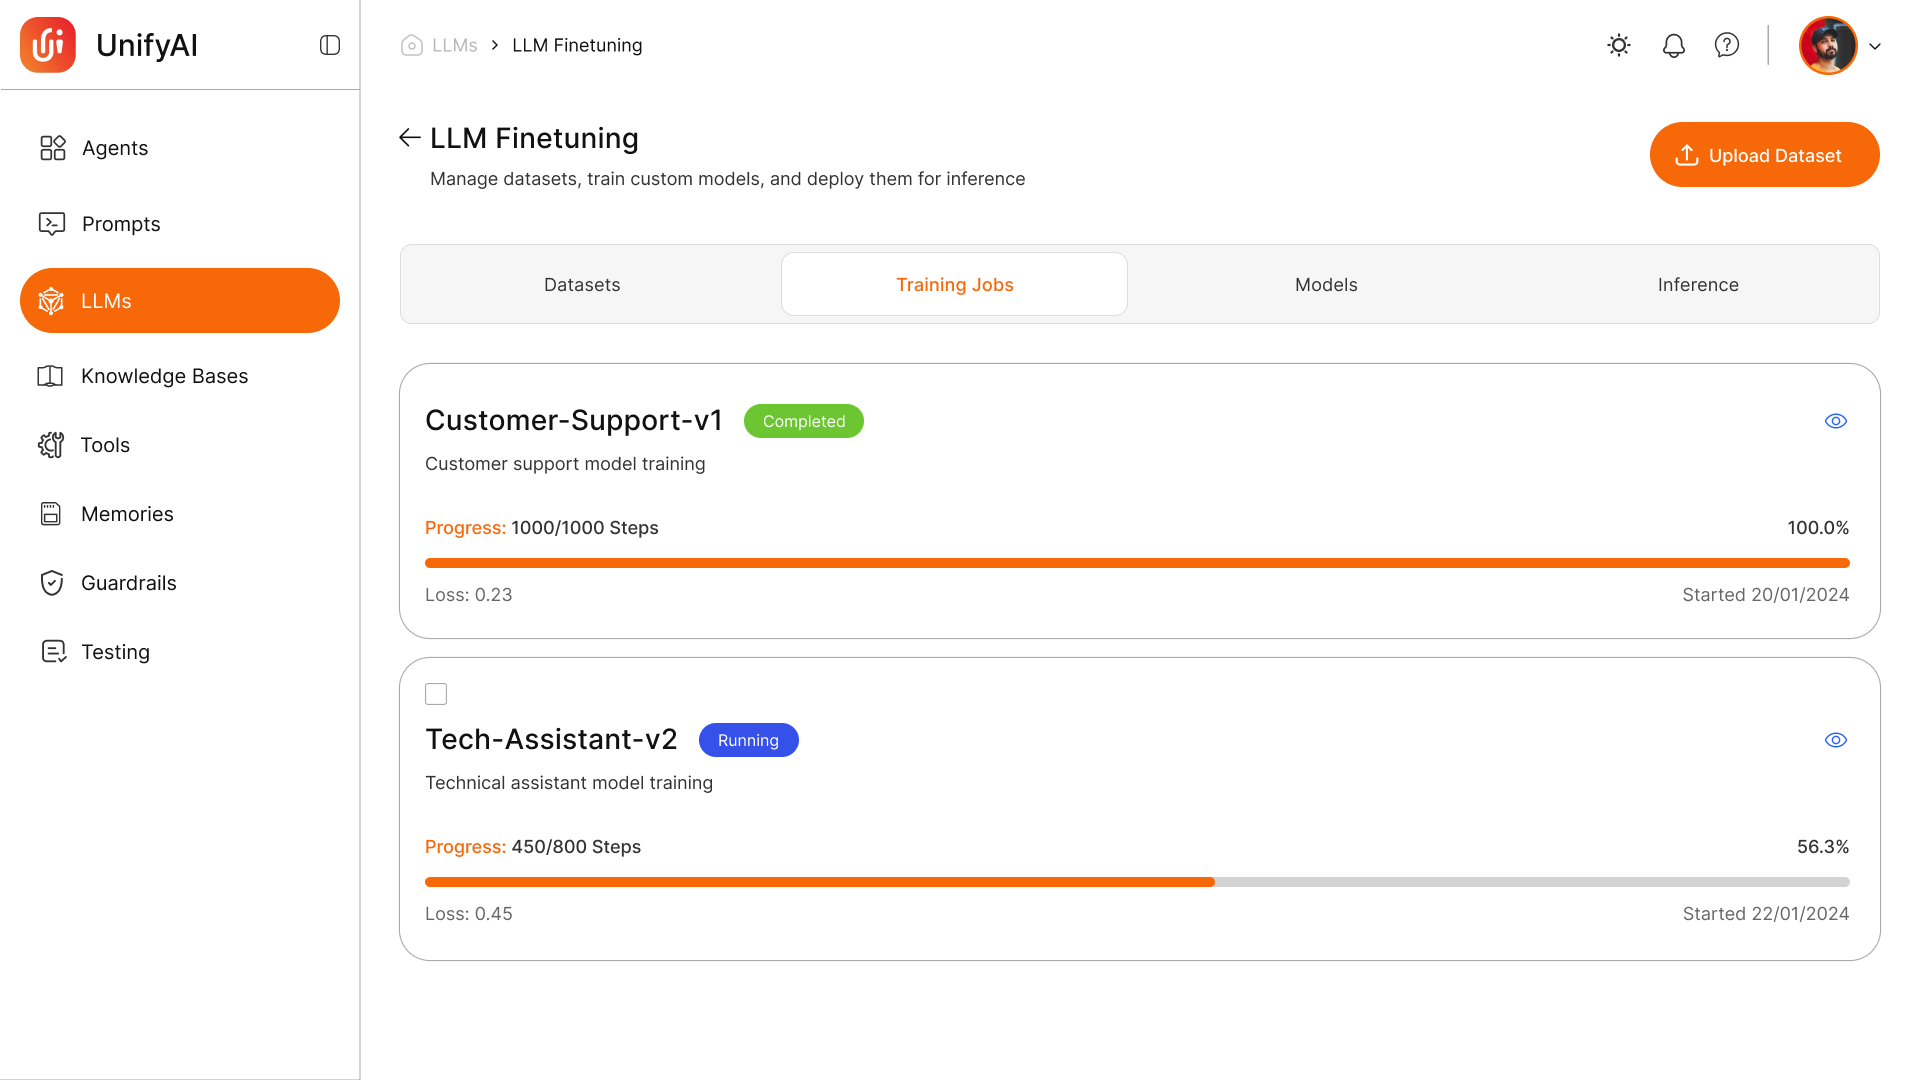 UnifyAI
LLMs > LLM Finetuning
Agents
Prompts
LLMs
Knowledge Bases
Tools
Memories
Guardrails
Testing
LLM Finetuning
Manage datasets, train custom models, and deploy them for inference
Upload Dataset
Datasets
Training Jobs
Models
Inference
Customer-Support-v1
Completed
Customer support model training
Progress: 1000/1000 Steps
100.0%
Loss: 0.23
Started 20/01/2024
Tech-Assistant-v2
Running
Technical assistant model training
Progress: 450/800 Steps
56.3%
Loss: 0.45
Started 22/01/2024